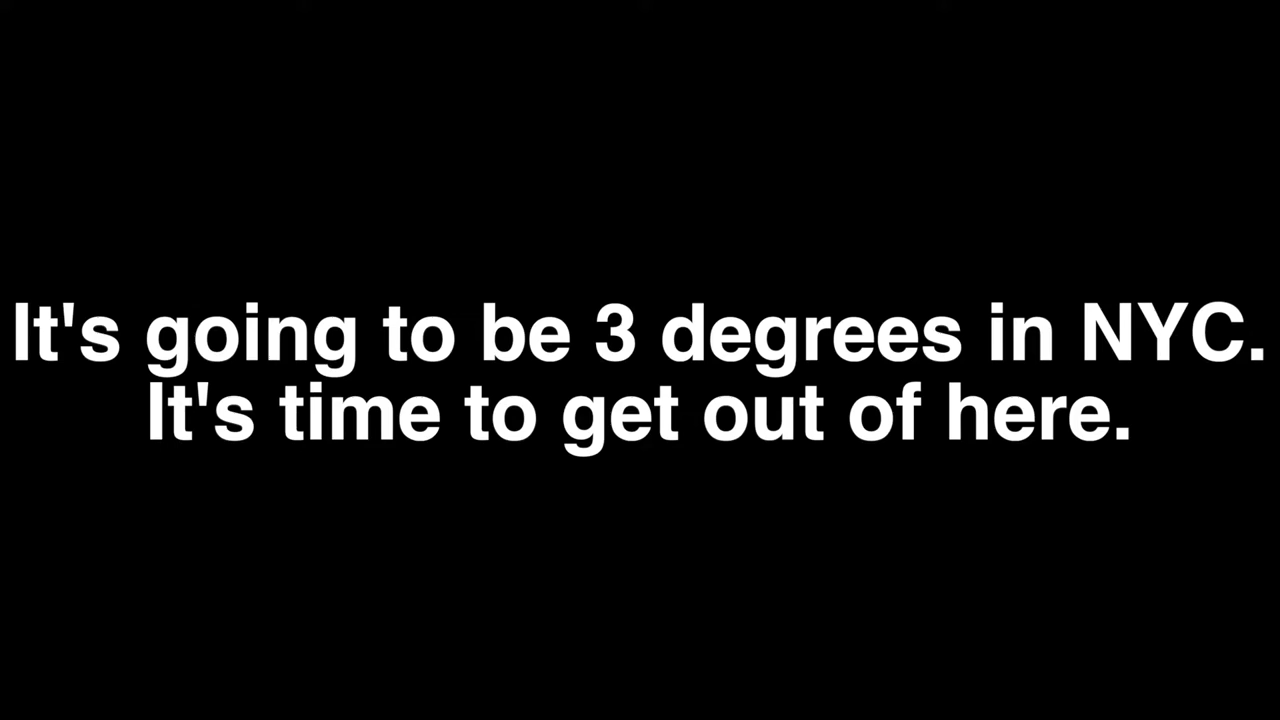 It's going to be 3 degrees in NYC.
It's time to get out of here.